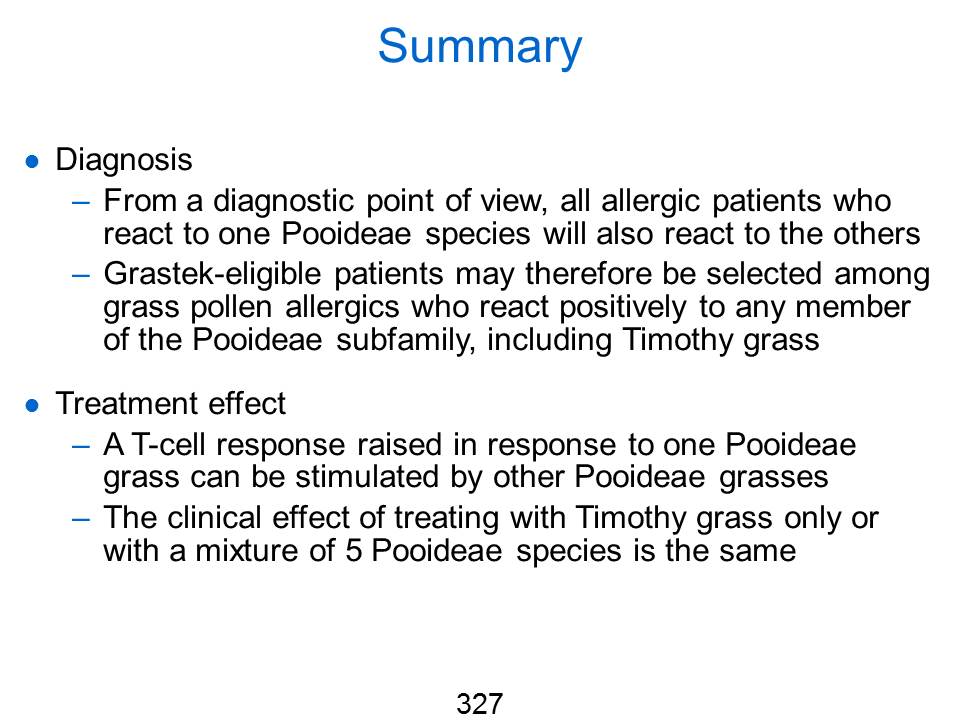 Summary
● Diagnosis
– From a diagnostic point of view, all allergic patients who
react to one Pooideae species will also react to the others
– Grastek-eligible patients may therefore be selected among
grass pollen allergics who react positively to any member
of the Pooideae subfamily, including Timothy grass
● Treatment effect
– A T-cell response raised in response to one Pooideae
grass can be stimulated by other Pooideae grasses
– The clinical effect of treating with Timothy grass only or
with a mixture of 5 Pooideae species is the same
327